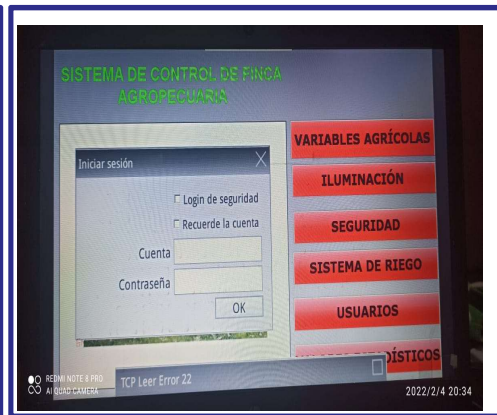 SISTEMA DE CONTROL DE FINCA
AGROPECUARIA
VARIABLES AGRÍCOLAS
Iniciar sesión
ILUMINACIÓN
Login de seguridad
Recuerde la cuenta
SEGURIDAD
Cuenta
SISTEMA DE RIEGO
Contraseña
OK
USUARIOS
TCP Leer Error 22
REDMI NOTE 8 PRO
AI QUAD CAMERA
2022/2/4 20:34